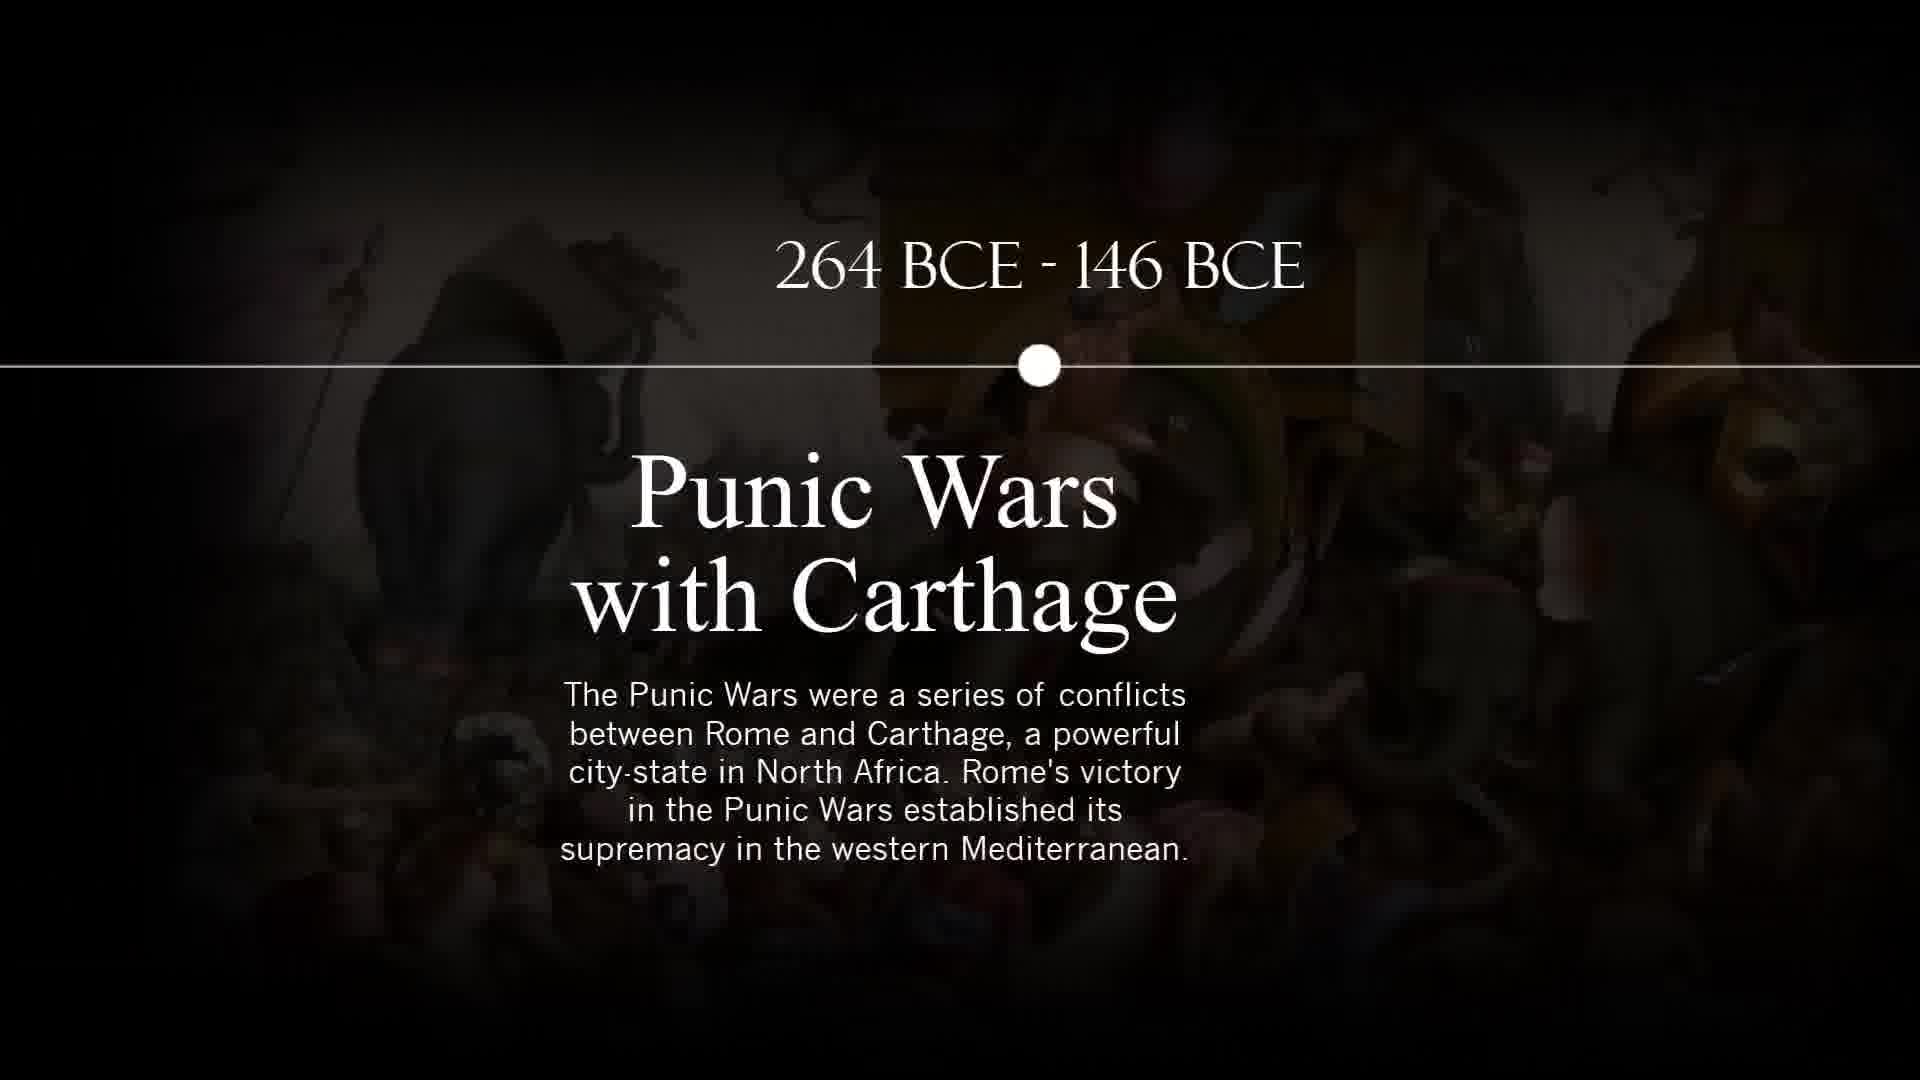 264 BCE - 146 BCE
Punic Wars
with Carthage
The Punic Wars were a series of conflicts
between Rome and Carthage, a powerful
city-state in North Africa. Rome's victory
in the Punic Wars established its
supremacy in the western Mediterranean.